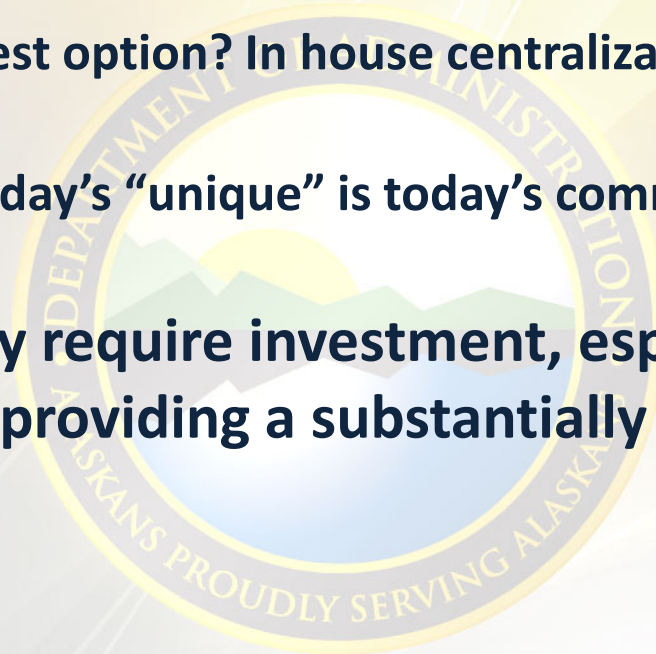 est option? In house centraliza
day's “unique” is today's com
y require investment, esp
providing a substantially
DEPARTMENT OF ADMINISTRATION
ALASKANS PROUDLY SERVING ALASKANS